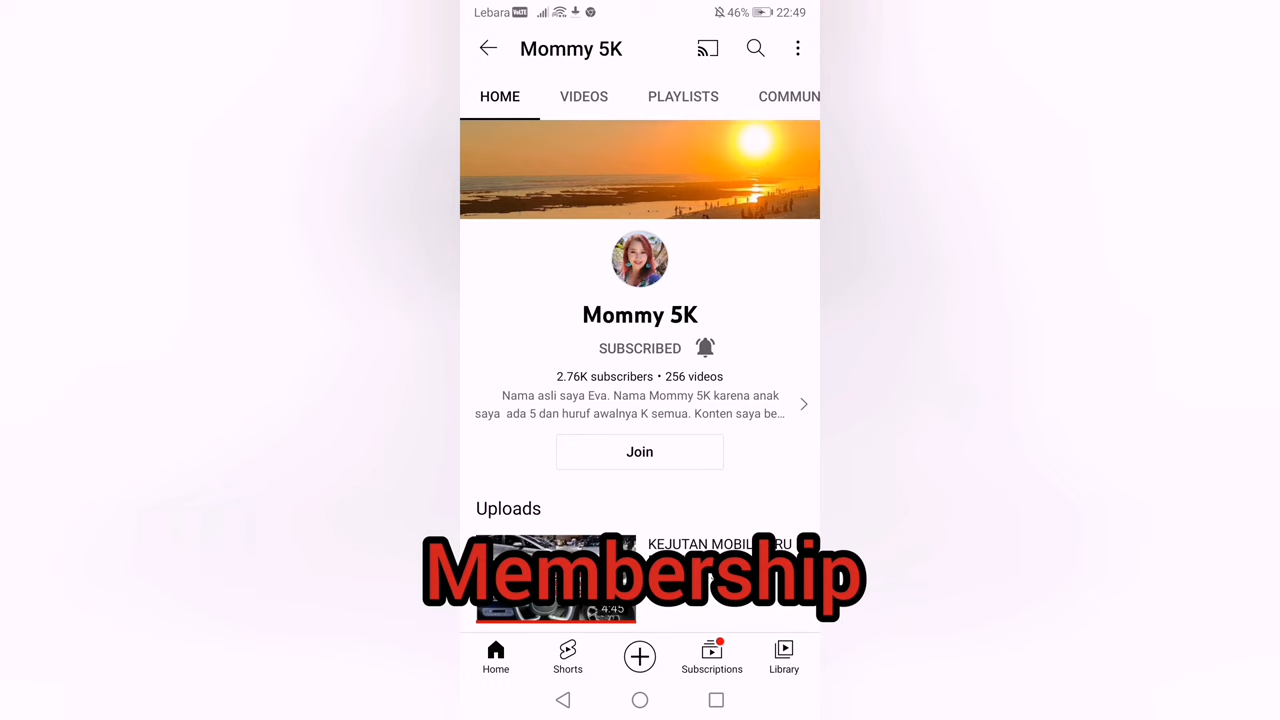 Lebara VoLTE 46% 22:49
Mommy 5K
HOME VIDEOS PLAYLISTS COMMUN
Mommy 5K
SUBSCRIBED
2.76K subscribers • 256 videos
Nama asli saya Eva. Nama Mommy 5K karena anak
saya ada 5 dan huruf awalnya K semua. Konten saya be...
Join
Uploads
KEJUTAN MOBIL
Membership
4:45
Home Shorts Subscriptions Library